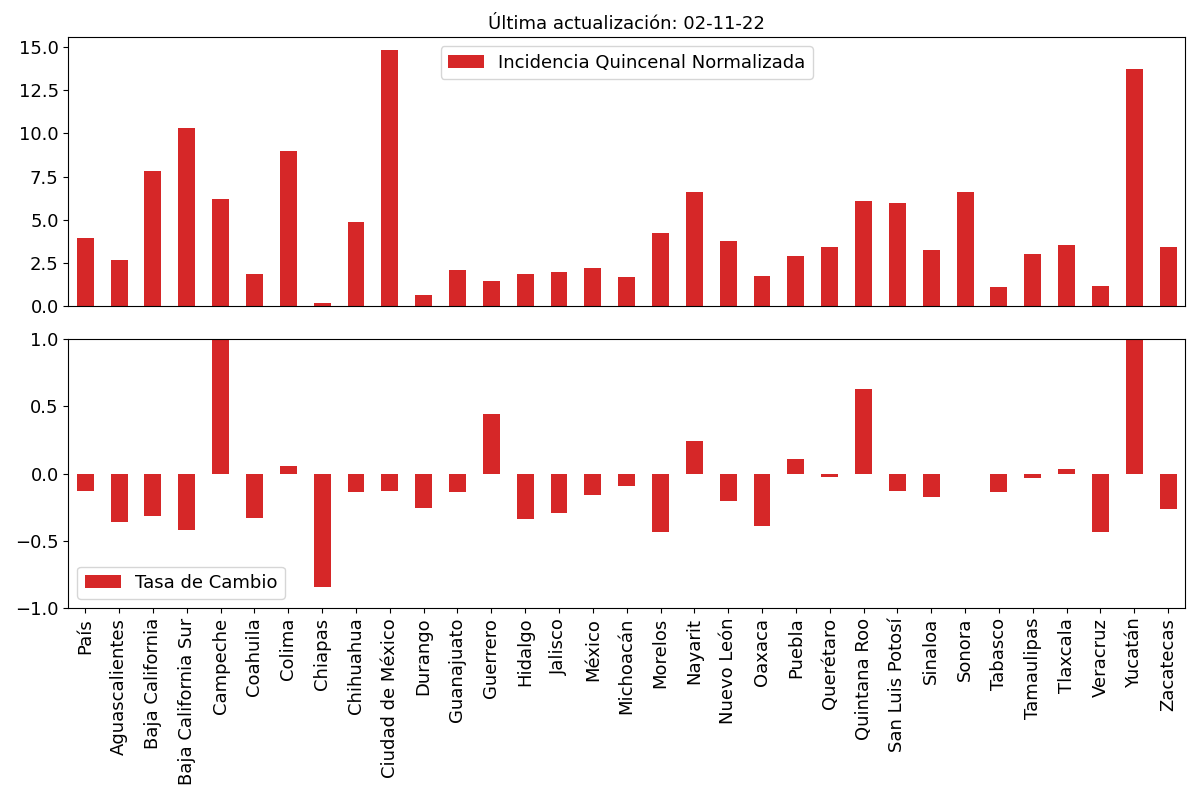 Última actualización: 02-11-22
Incidencia Quincenal Normalizada
15.0
12.5
10.0
7.5
5.0
2.5
0.0
1.0
0.5
0.0
−0.5
−1.0
Tasa de Cambio
País
Aguascalientes
Baja California
Baja California Sur
Campeche
Coahuila
Colima
Chiapas
Chihuahua
Ciudad de México
Durango
Guanajuato
Guerrero
Hidalgo
Jalisco
México
Michoacán
Morelos
Nayarit
Nuevo León
Oaxaca
Puebla
Querétaro
Quintana Roo
San Luis Potosí
Sinaloa
Sonora
Tabasco
Tamaulipas
Tlaxcala
Veracruz
Yucatán
Zacatecas